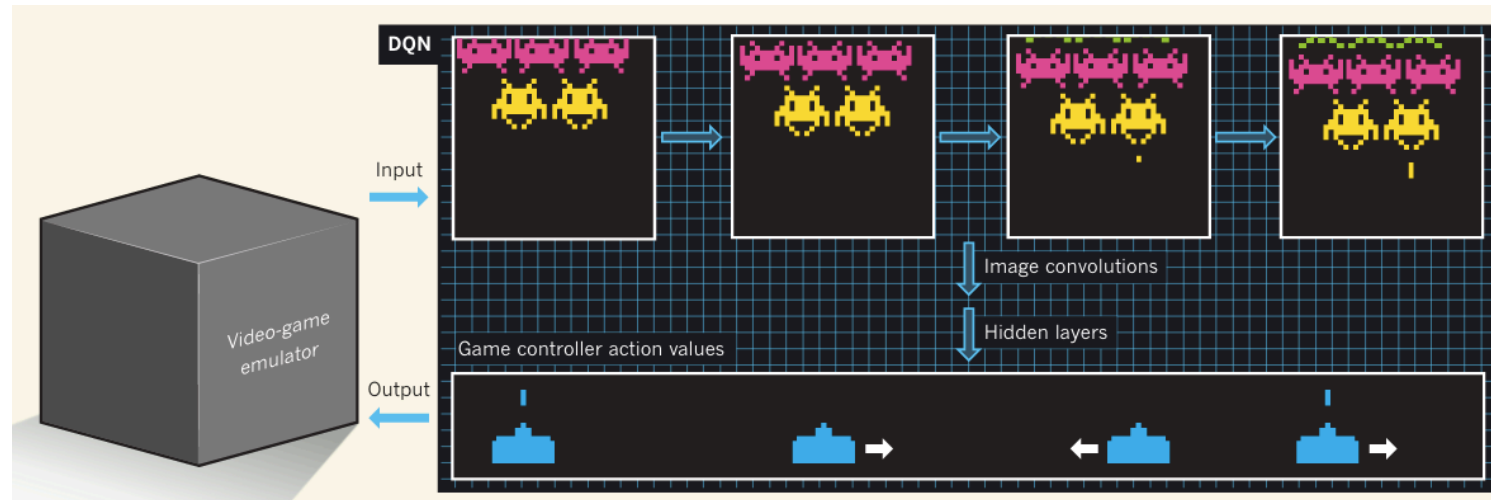 DQN
Input
Image convolutions
Hidden layers
Video-game
emulator
Game controller action values
Output